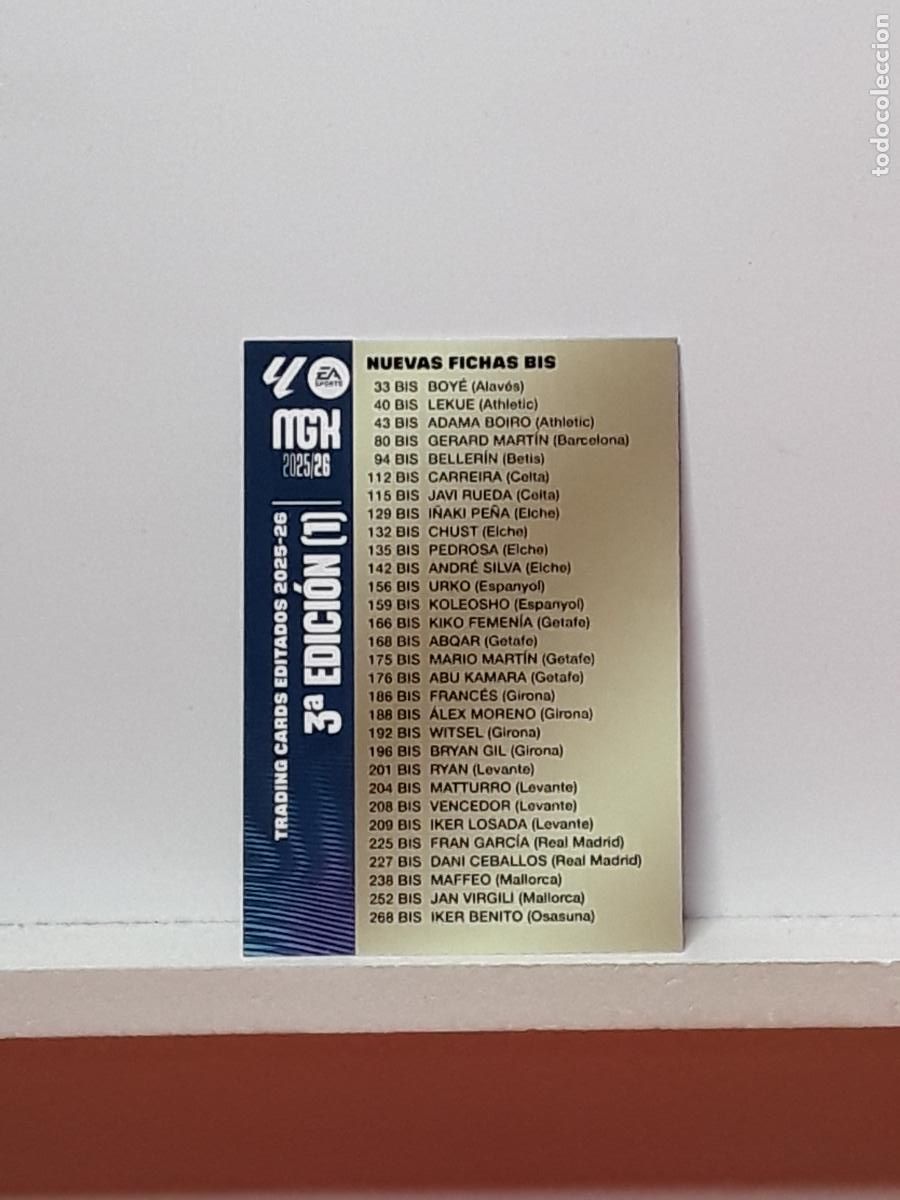 NUEVAS FICHAS BIS
33 BIS BOYÉ (Alavés)
40 BIS LEKUE (Athletic)
43 BIS ADAMA BOIRO (Athletic)
80 BIS GERARD MARTÍN (Barcelona)
94 BIS BELLERÍN (Betis)
112 BIS CARREIRA (Celta)
115 BIS JAVI RUEDA (Celta)
129 BIS IÑAKI PEÑA (Elche)
132 BIS CHUST (Elche)
135 BIS PEDROSA (Elche)
142 BIS ANDRÉ SILVA (Elche)
156 BIS URKO (Espanyol)
159 BIS KOLEOSHO (Espanyol)
166 BIS KIKO FEMENÍA (Getafe)
168 BIS ABQAR (Getafe)
175 BIS MARIO MARTÍN (Getafe)
176 BIS ABU KAMARA (Getafe)
186 BIS FRANCÉS (Girona)
188 BIS ÁLEX MORENO (Girona)
192 BIS WITSEL (Girona)
196 BIS BRYAN GIL (Girona)
201 BIS RYAN (Levante)
204 BIS MATTURRO (Levante)
208 BIS VENCEDOR (Levante)
209 BIS IKER LOSADA (Levante)
225 BIS FRAN GARCÍA (Real Madrid)
227 BIS DANI CEBALLOS (Real Madrid)
238 BIS MAFFEO (Mallorca)
252 BIS JAN VIRGILI (Mallorca)
268 BIS IKER BENITO (Osasuna)
EA
SPORTS
MGK
2025/26
TRADING CARDS EDITADOS 2025-26
3ª EDICIÓN (1)
todocoleccion